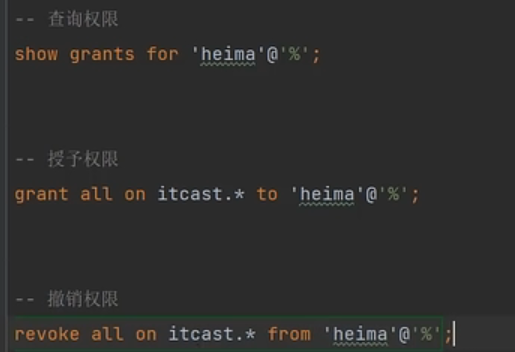 -- 查询权限
show grants for 'heima'@'%';
-- 授予权限
grant all on itcast.* to 'heima'@'%';
-- 撤销权限
revoke all on itcast.* from 'heima'@'%';